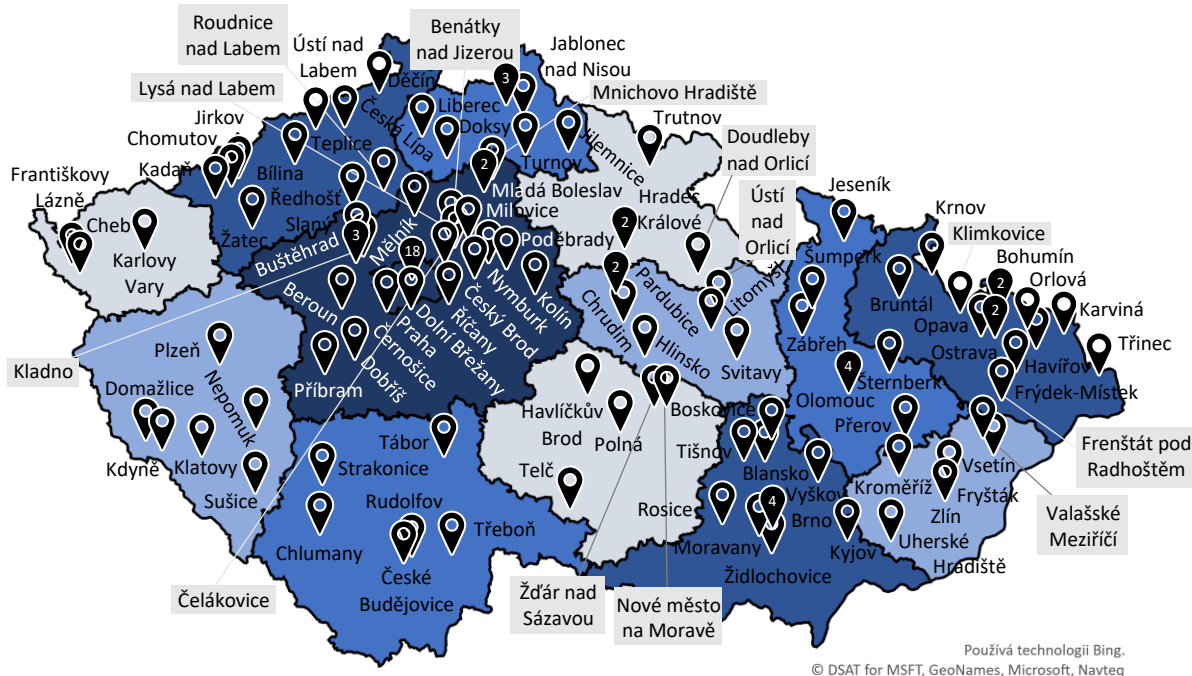 Roudnice
nad Labem
Ústí nad
Labem
Benátky
nad Jizerou
Jablonec
nad Nisou
Lysá nad Labem
Děčín
3
Liberec
Mnichovo Hradiště
Jirkov
Chomutov
Kadaň
Teplice
Česká Lípa
Doksy
Turnov
Jilemnice
Trutnov
Doudleby
nad Orlicí
Františkovy
Lázně
Cheb
Karlovy
Vary
Bílina
Ředhošť
Slaný
Žatec
2
Mladá Boleslav
Milovice
Hradec
Králové
2
Ústí
nad
Orlicí
Jeseník
Krnov
Klimkovice
Bohumín
Orlová
Karviná
Třinec
Buštěhrad
3
Mělník
18
Poděbrady
2
Pardubice
Litomyšl
Šumperk
Bruntál
Opava
2
2
Ostrava
Havířov
Frýdek-Místek
Beroun
Praha
Černošice
Dobříš
Dolní Břežany
Říčany
Český Brod
Nymburk
Kolín
Chrudim
Hlinsko
Svitavy
Zábřeh
4
Šternberk
Olomouc
Přerov
Kladno
Plzeň
Příbram
Domažlice
Nepomuk
Kdyně
Klatovy
Sušice
Havlíčkův
Brod
Polná
Boskovice
Tišnov
Blansko
Vyškov
Kroměříž
Vsetín
Fryšták
Zlín
Frenštát pod
Radhoštěm
Tábor
Strakonice
Telč
Rosice
4
Brno
Valašské
Meziříčí
Rudolfov
Třeboň
Chlumany
České
Budějovice
Moravany
Židlochovice
Kyjov
Uherské
Hradiště
Čelákovice
Žďár nad
Sázavou
Nové město
na Moravě
Používá technologii Bing.
© DSAT for MSFT, GeoNames, Microsoft, Navteq